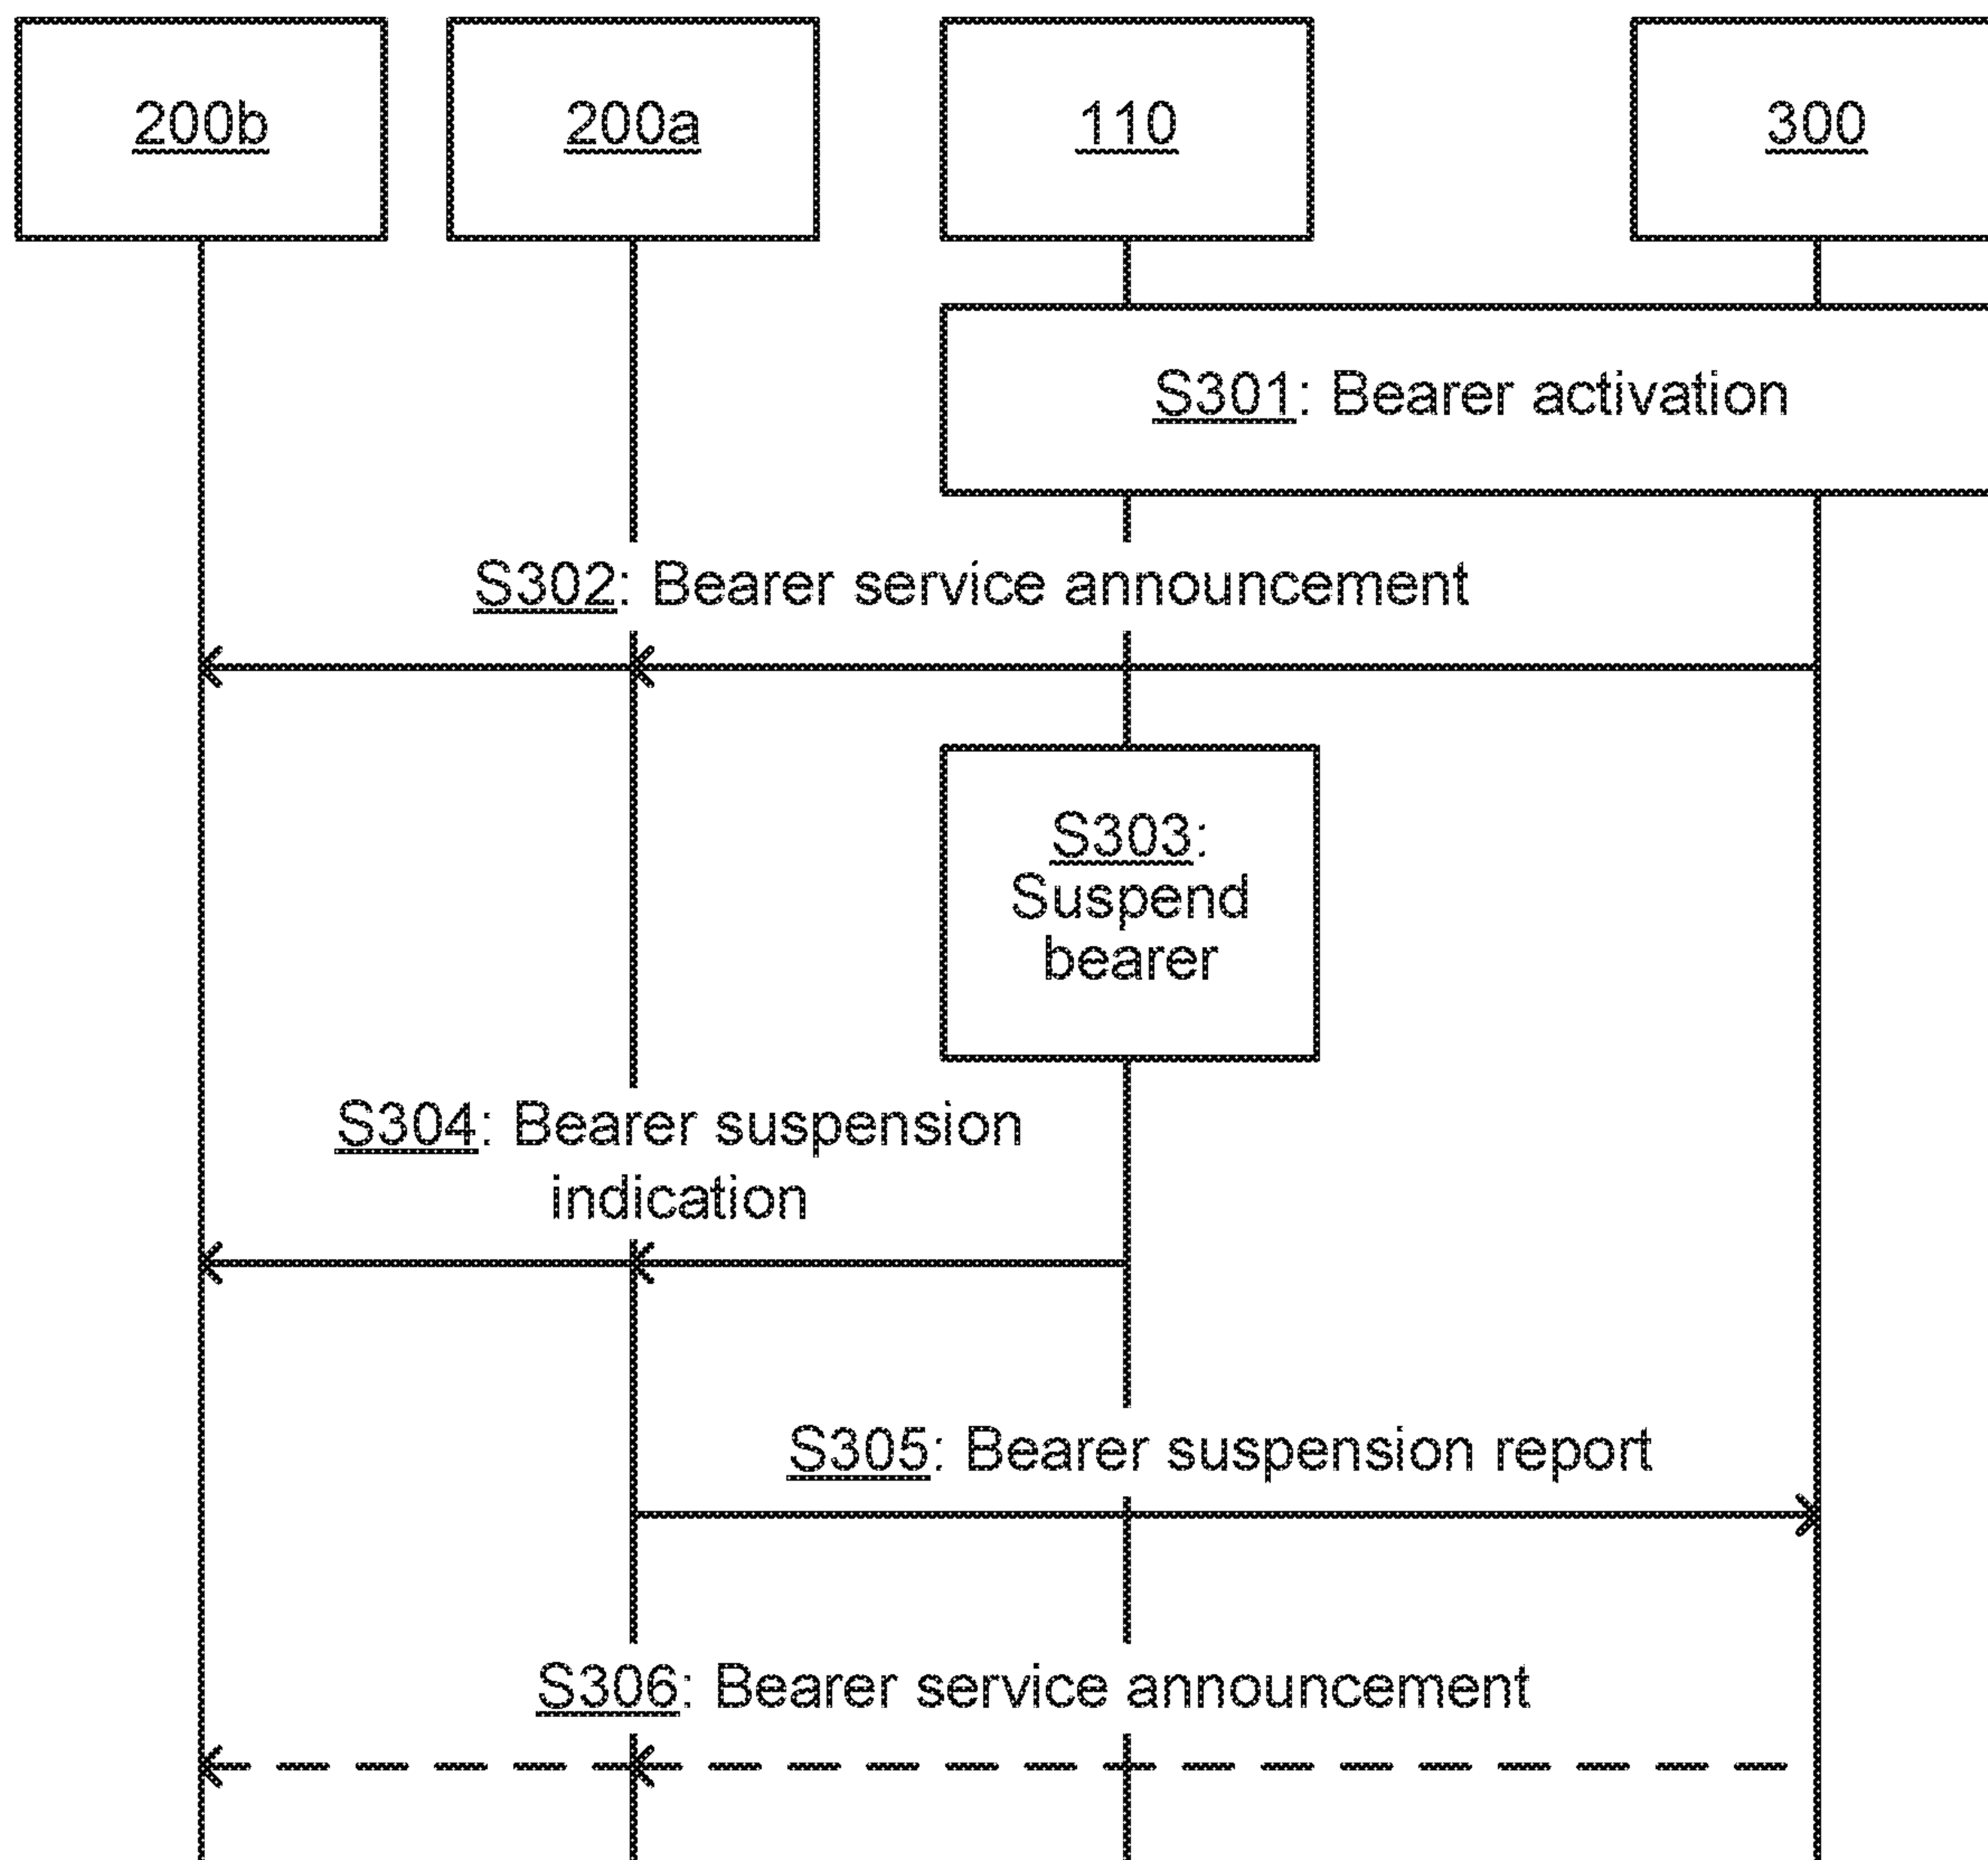 200b
200a
110
300
S301: Bearer activation
S302: Bearer service announcement
S303:
Suspend
bearer
S304: Bearer suspension
indication
S305: Bearer suspension report
S306: Bearer service announcement